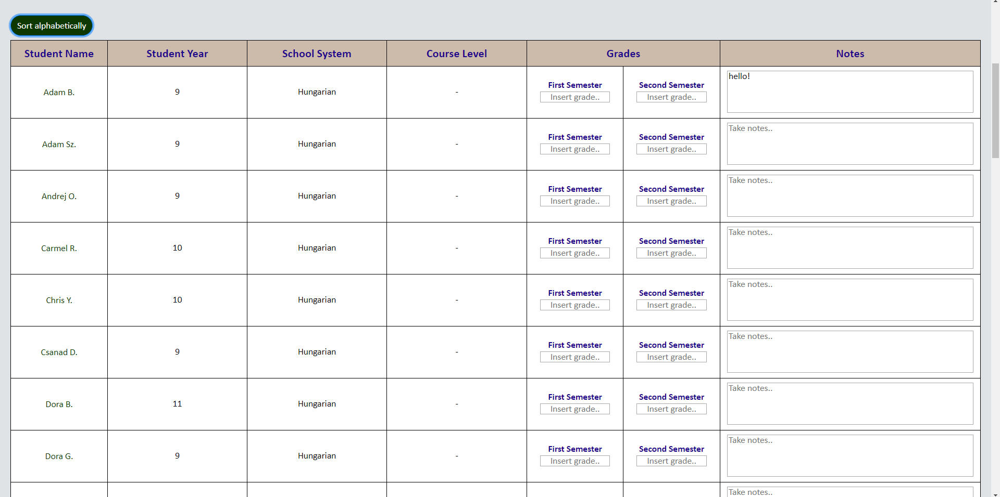 Sort alphabetically
Student Name Student Year School System Course Level Grades Notes
Adam B. 9 Hungarian - First Semester Second Semester hello!
Insert grade.. Insert grade..
Adam Sz. 9 Hungarian - First Semester Second Semester Take notes..
Insert grade.. Insert grade..
Andrej O. 9 Hungarian - First Semester Second Semester Take notes..
Insert grade.. Insert grade..
Carmel R. 10 Hungarian - First Semester Second Semester Take notes..
Insert grade.. Insert grade..
Chris Y. 10 Hungarian - First Semester Second Semester Take notes..
Insert grade.. Insert grade..
Csanad D. 9 Hungarian - First Semester Second Semester Take notes..
Insert grade.. Insert grade..
Dora B. 11 Hungarian - First Semester Second Semester Take notes..
Insert grade.. Insert grade..
Dora G. 9 Hungarian - First Semester Second Semester Take notes..
Insert grade.. Insert grade..
Take notes..